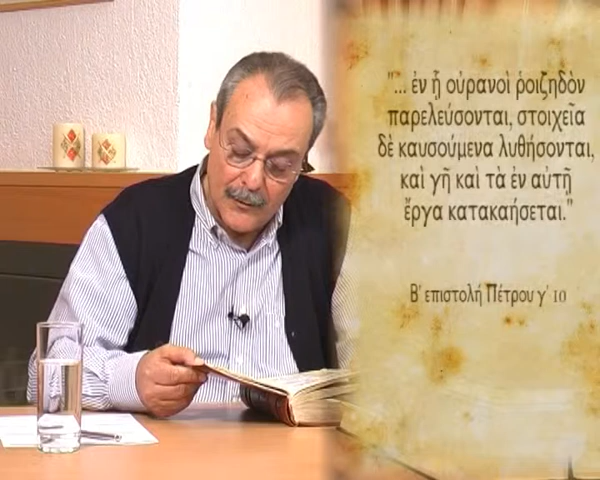 "... ἐν ᾗ οὐρανοὶ ῥοιζηδὸν
παρελεύσονται, στοιχεῖα
δὲ καυσούμενα λυθήσονται,
καὶ γῆ καὶ τὰ ἐν αὐτῇ
ἔργα κατακαήσεται."
Β' επιστολή Πέτρου γ' 10